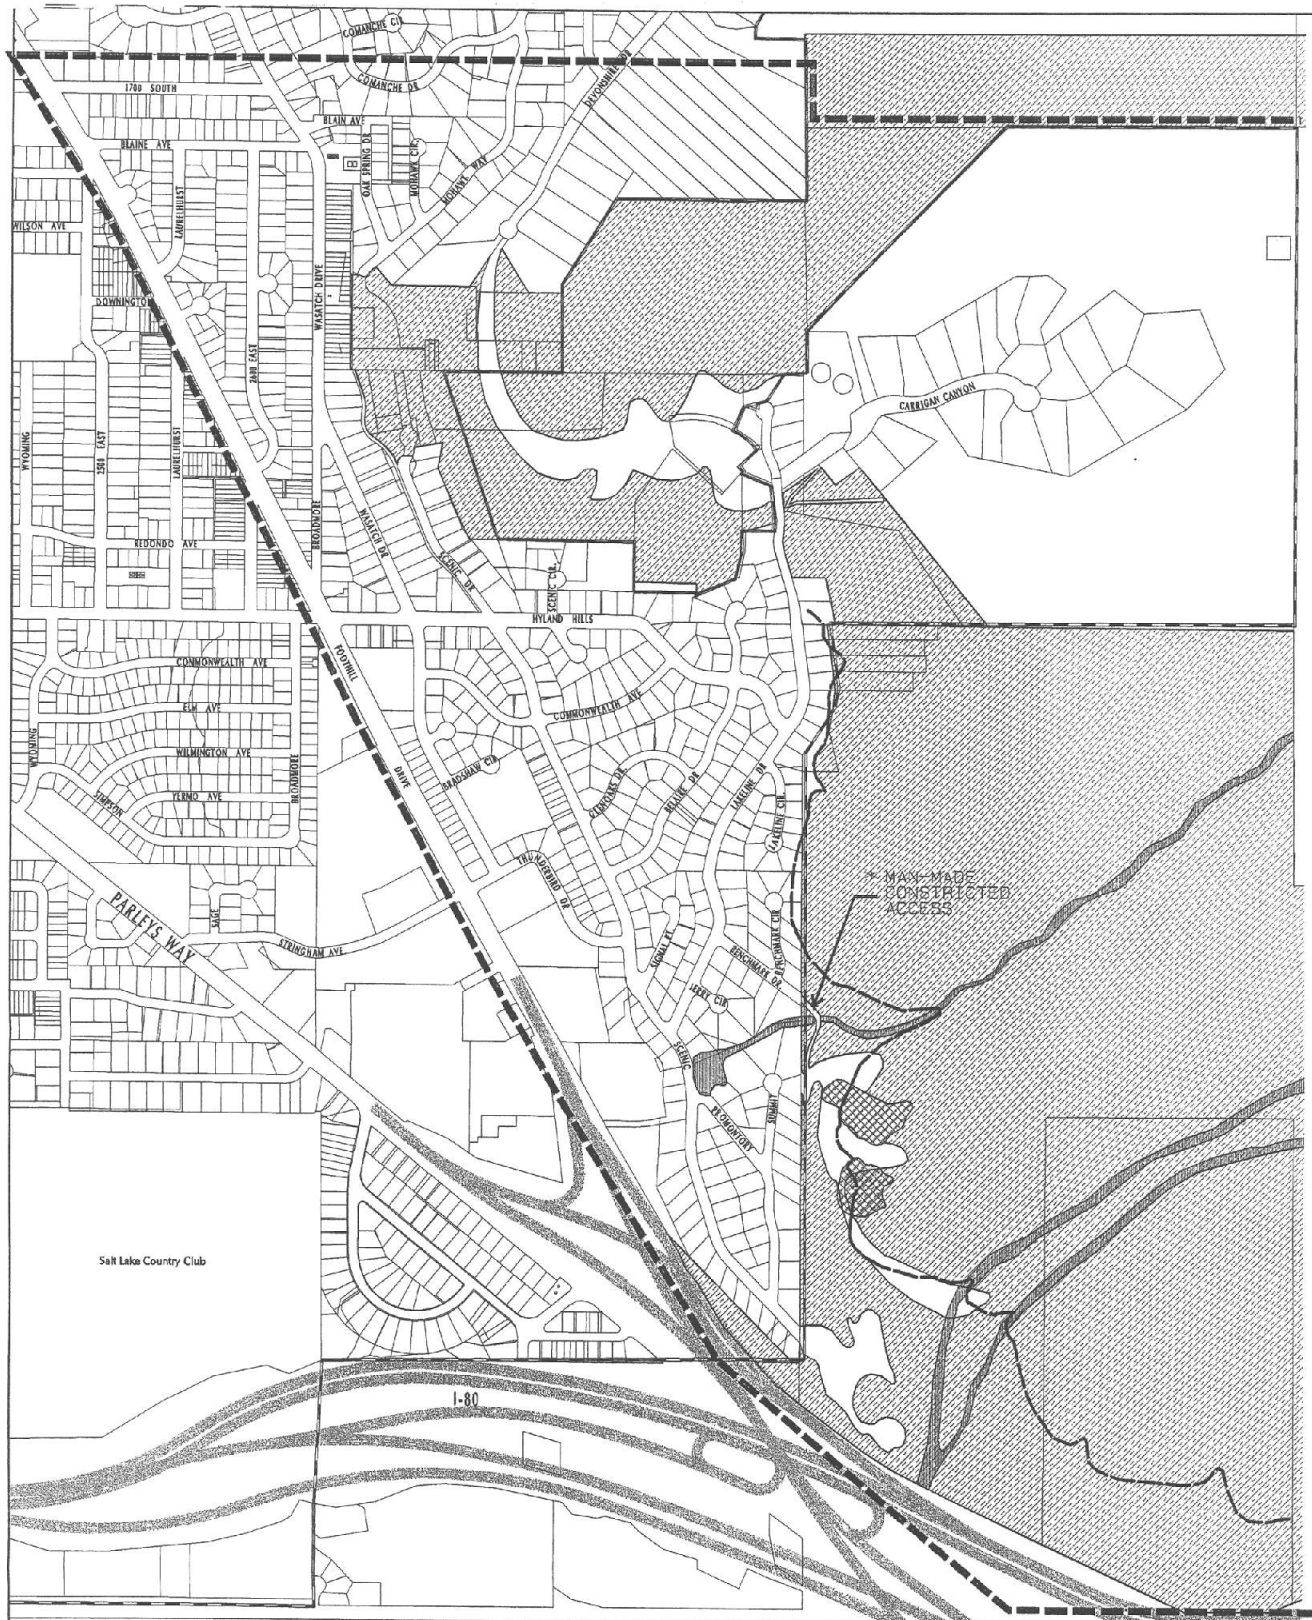 COMANCHE CIR
COMANCHE DR
DEVONSHIRE DR
1700 SOUTH
BLAIN AVE
BLAINE AVE
OAK SPRING DR
MOHAWK CIR.
MOHAWK WAY
LAURELHURST
WILSON AVE
WASATCH DRIVE
2600 EAST
CARRIGAN CANYON
WYOMING
2500 EAST
LAURELHURST
BROADMORE
WASATCH DR
REDONDO AVE
SCENIC DR
SCENIC CIR.
HYLAND HILLS
FOOTHILL
DRIVE
COMMONWEALTH AVE
COMMONWEALTH AVE
ELM AVE
WILMINGTON AVE
WYOMING
SIMPSON
YERMO AVE
BROADMORE
BRADSHAW CIR
GLENOAKS DR
BELAIRE DR
LAKELINE DR
LAKELINE CIR.
THUNDERBIRD DR
* MAN-MADE
CONSTRICTED
ACCESS
PARLEYS WAY
SAGE
STRINGHAM AVE
SIGNAL PT
BENCHMARK DR
BENCHMARK CIR
JERRY CIR
SCENIC
PROMONTORY
SUMMIT
Salt Lake Country Club
I-80